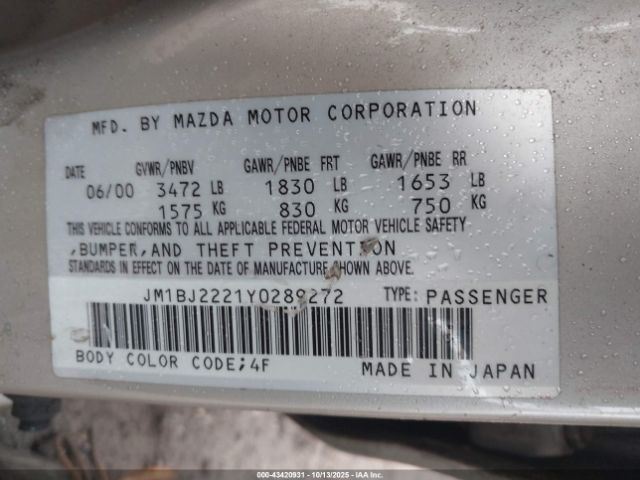 MFD. BY MAZDA MOTOR CORPORATION
DATE GVWR/PNBV GAWR/PNBE FRT GAWR/PNBE RR
06/00 3472 LB 1830 LB 1653 LB
1575 KG 830 KG 750 KG
THIS VEHICLE CONFORMS TO ALL APPLICABLE FEDERAL MOTOR VEHICLE SAFETY
,BUMPER,AND THEFT PREVENTION
STANDARDS IN EFFECT ON THE DATE OF MANUFACTURE SHOWN ABOVE.
JM1BJ2221Y0289272 TYPE: PASSENGER
BODY COLOR CODE;4F MADE IN JAPAN
00-43420931 - 10/13/2025 - IAAI.COM